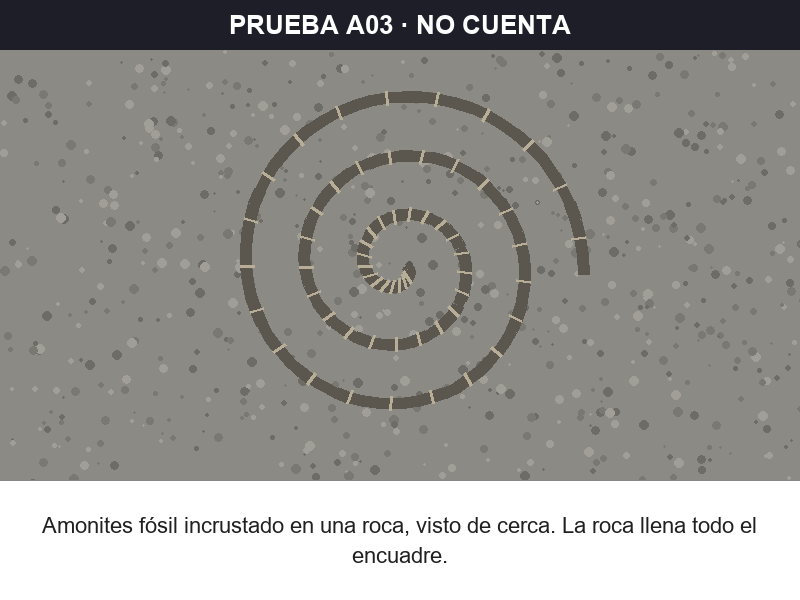 PRUEBA A03 · NO CUENTA
Amonites fósil incrustado en una roca, visto de cerca. La roca llena todo el
encuadre.